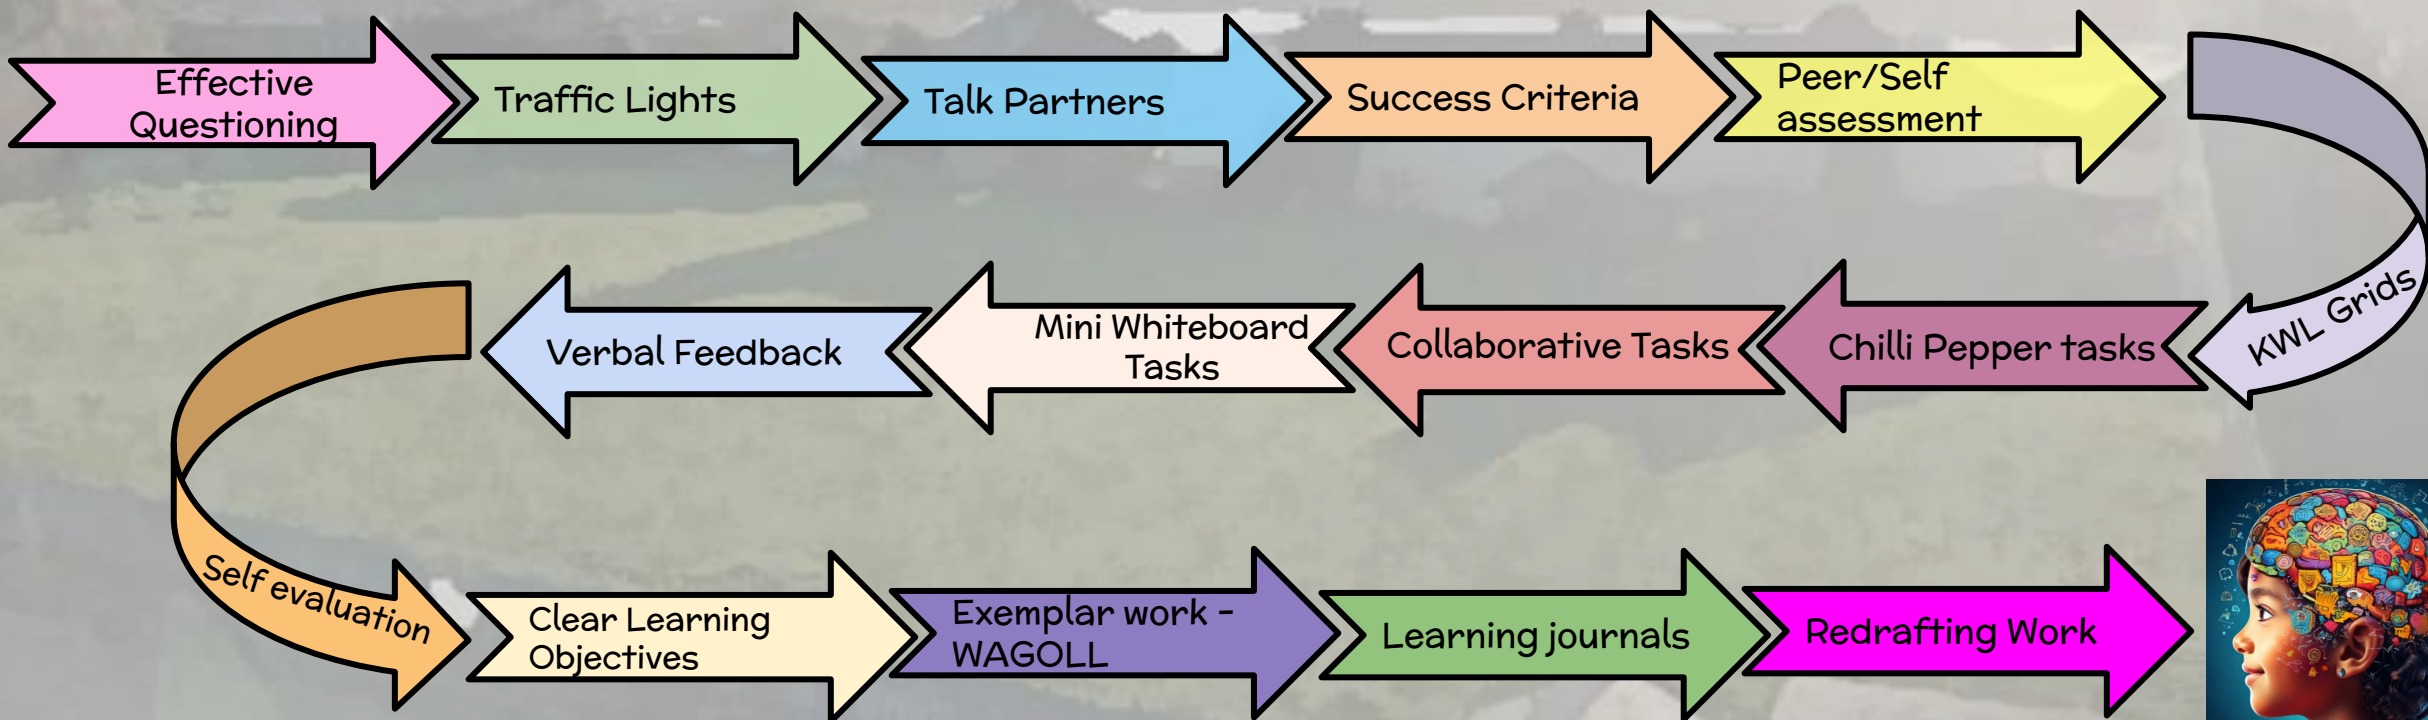 Effective
Questioning
Traffic Lights
Talk Partners
Success Criteria
Peer/Self
assessment
KWL Grids
Chilli Pepper tasks
Collaborative Tasks
Mini Whiteboard
Tasks
Verbal Feedback
Self evaluation
Clear Learning
Objectives
Exemplar work -
WAGOLL
Learning journals
Redrafting Work